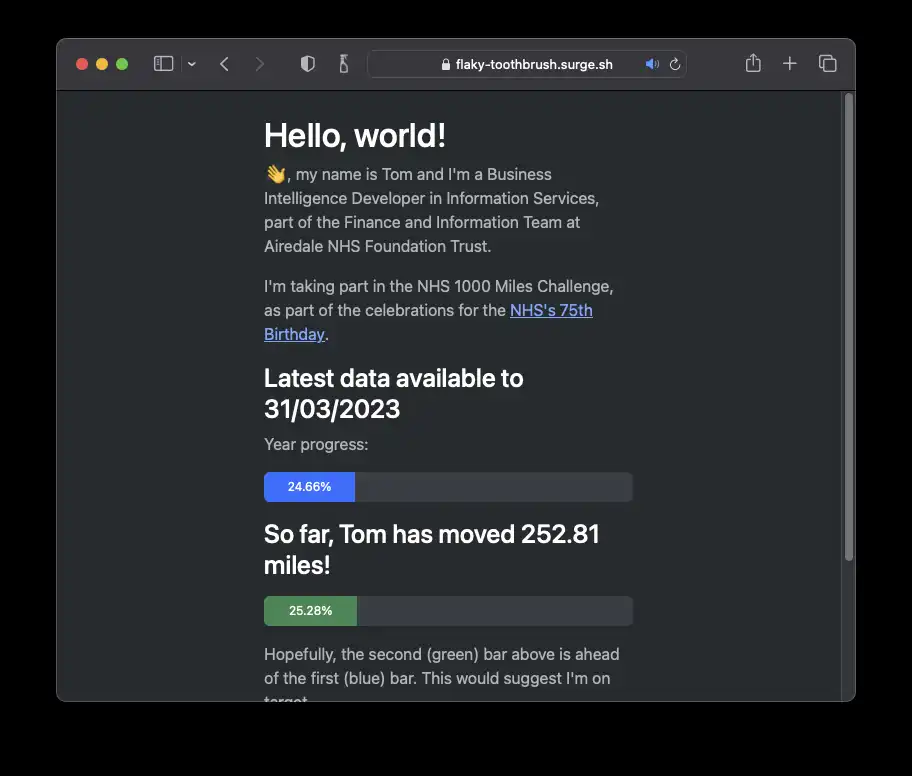 flaky-toothbrush.surge.sh
Hello, world!
👋, my name is Tom and I'm a Business
Intelligence Developer in Information Services,
part of the Finance and Information Team at
Airedale NHS Foundation Trust.
I'm taking part in the NHS 1000 Miles Challenge,
as part of the celebrations for the NHS's 75th
Birthday.
Latest data available to
31/03/2023
Year progress:
24.66%
So far, Tom has moved 252.81
miles!
25.28%
Hopefully, the second (green) bar above is ahead
of the first (blue) bar. This would suggest I'm on
target